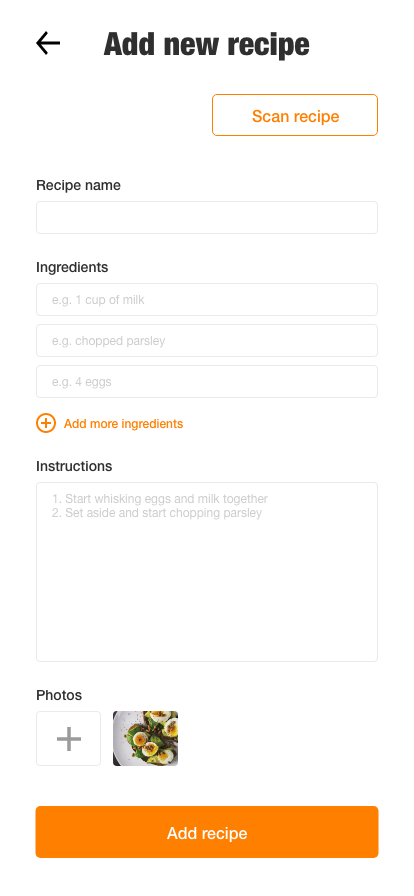 Add new recipe
Scan recipe
Recipe name
Ingredients
e.g. 1 cup of milk
e.g. chopped parsley
e.g. 4 eggs
Add more ingredients
Instructions
1. Start whisking eggs and milk together
2. Set aside and start chopping parsley
Photos
Add recipe